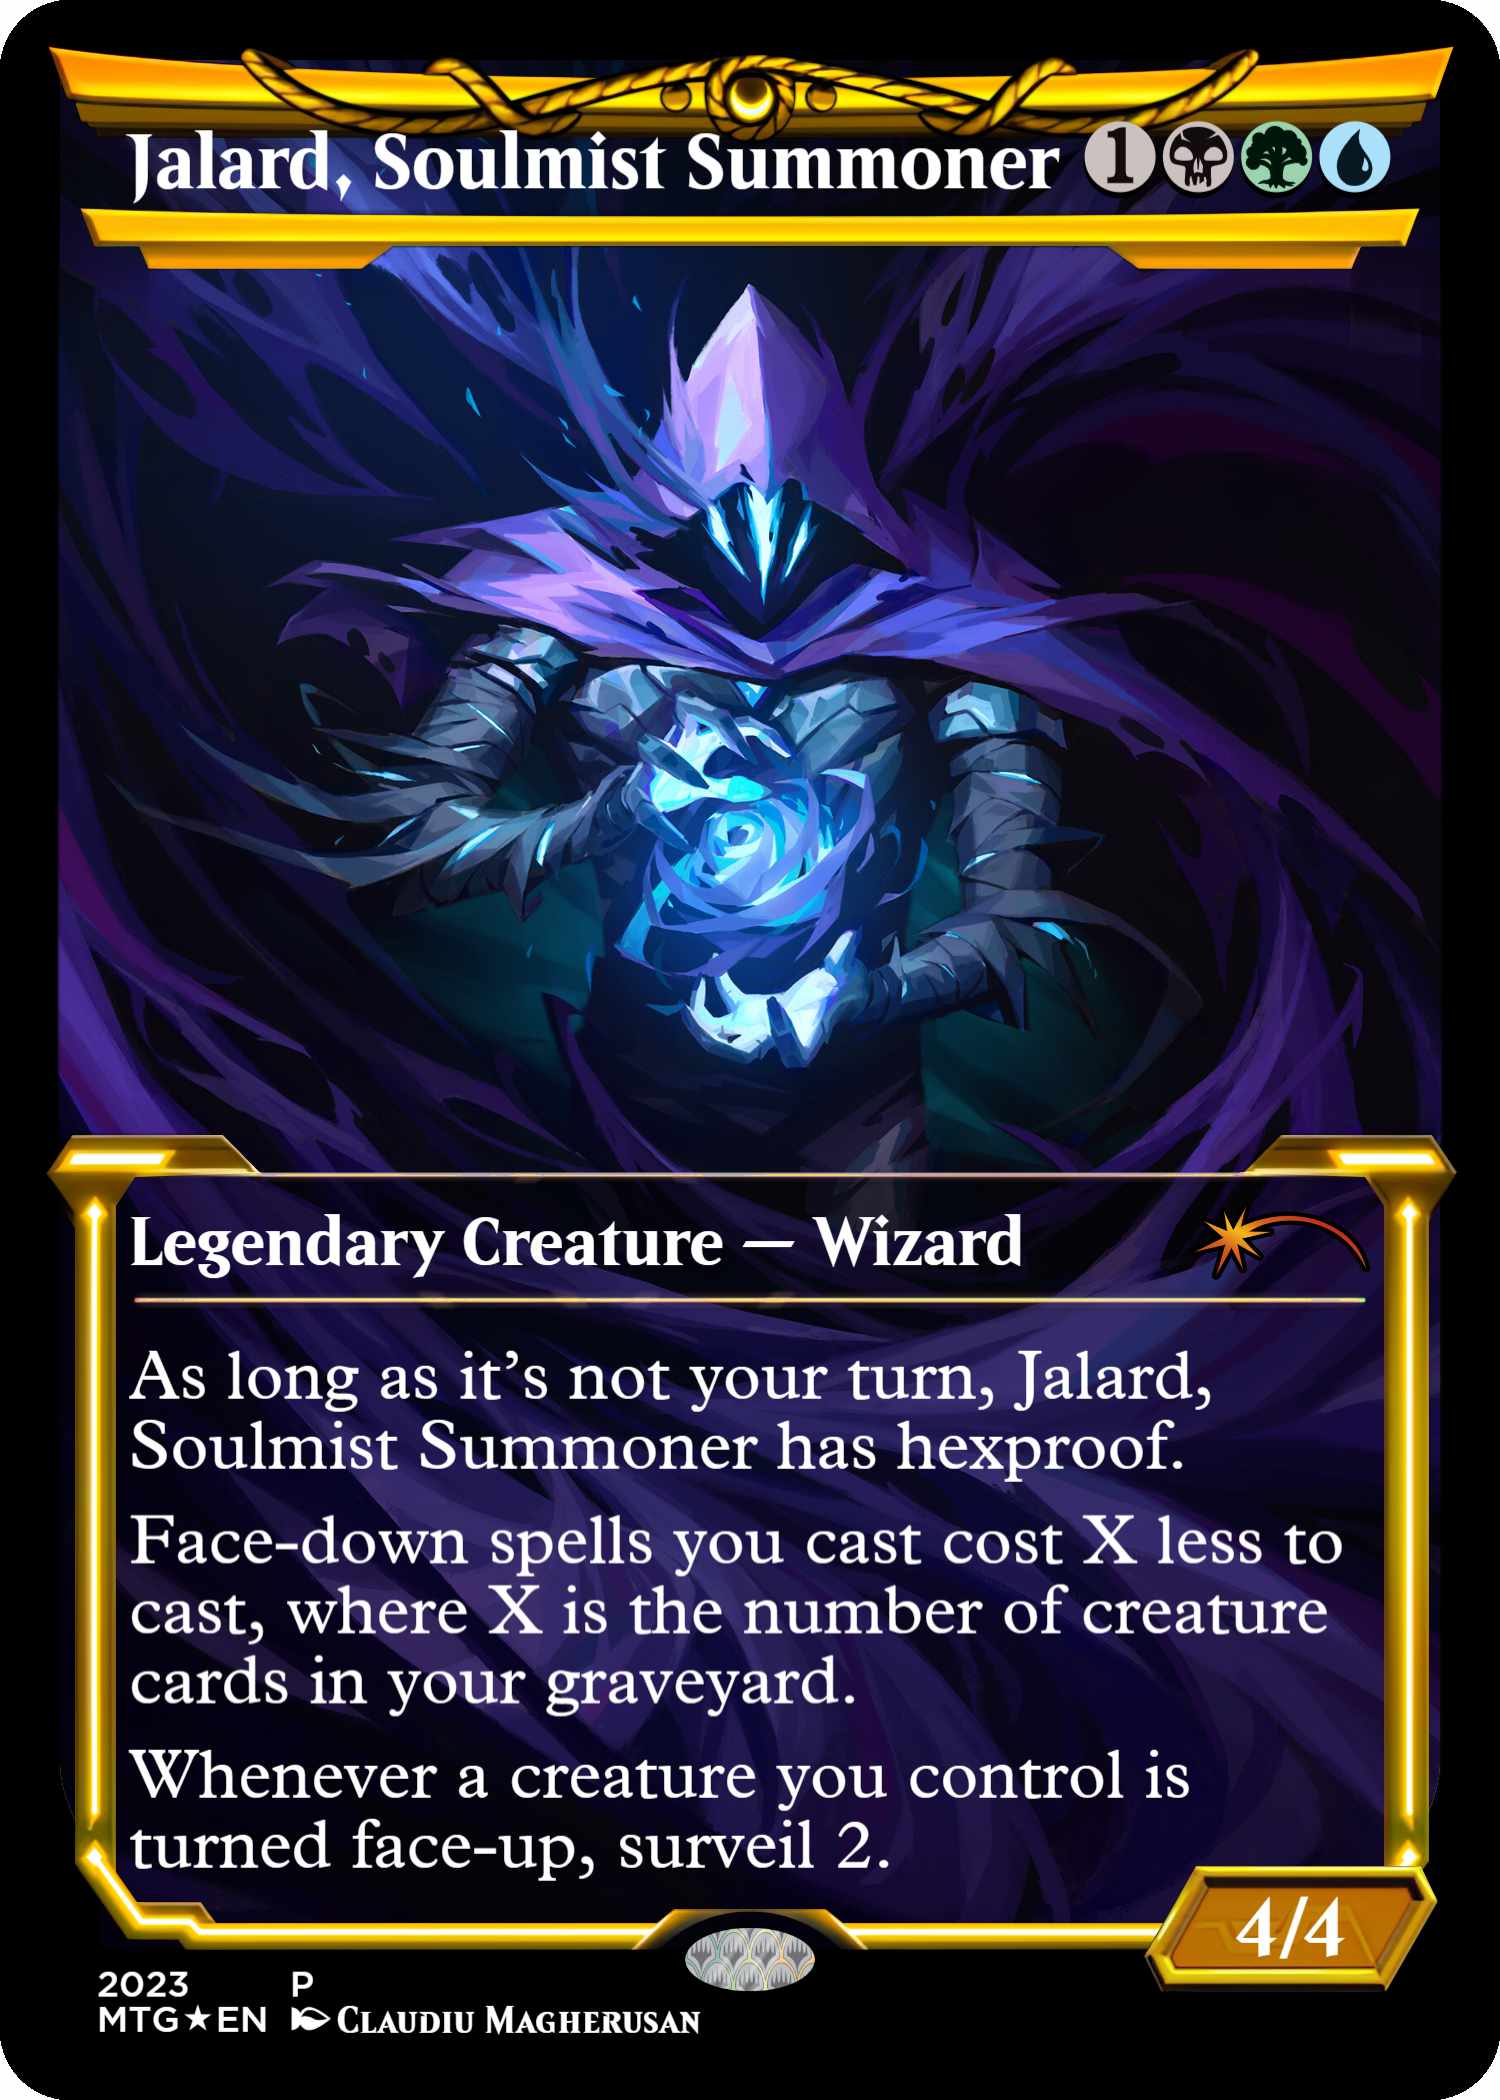 Jalard, Soulmist Summoner 1
Legendary Creature — Wizard
As long as it's not your turn, Jalard,
Soulmist Summoner has hexproof.
Face-down spells you cast cost X less to
cast, where X is the number of creature
cards in your graveyard.
Whenever a creature you control is
turned face-up, surveil 2.
4/4
2023 P
MTG★EN Claudiu Magherusan